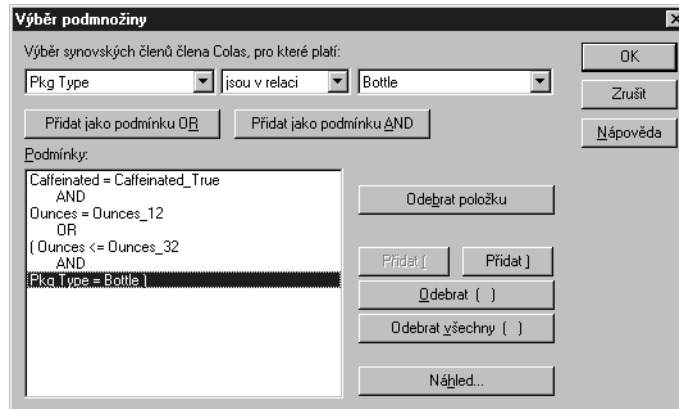 Výběr podmnožiny
Výběr synovských členů člena Colas, pro které platí:
Pkg Type
jsou v relaci
Bottle
OK
Zrušit
Nápověda
Přidat jako podmínku OR
Přidat jako podmínku AND
Podmínky:
Caffeinated = Caffeinated_True
AND
Ounces = Ounces_12
OR
( Ounces <= Ounces_32
AND
Pkg Type = Bottle )
Odebrat položku
Přidat (
Přidat )
Odebrat ( )
Odebrat všechny ( )
Náhled...